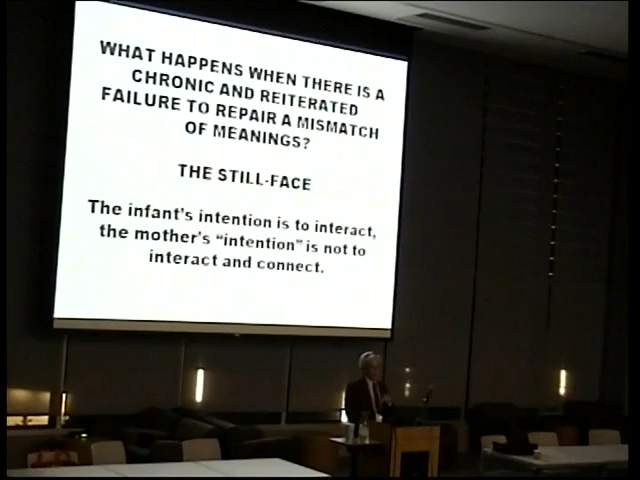 WHAT HAPPENS WHEN THERE IS A
CHRONIC AND REITERATED
FAILURE TO REPAIR A MISMATCH
OF MEANINGS?
THE STILL-FACE
The infant's intention is to interact,
the mother's "intention" is not to
interact and connect.